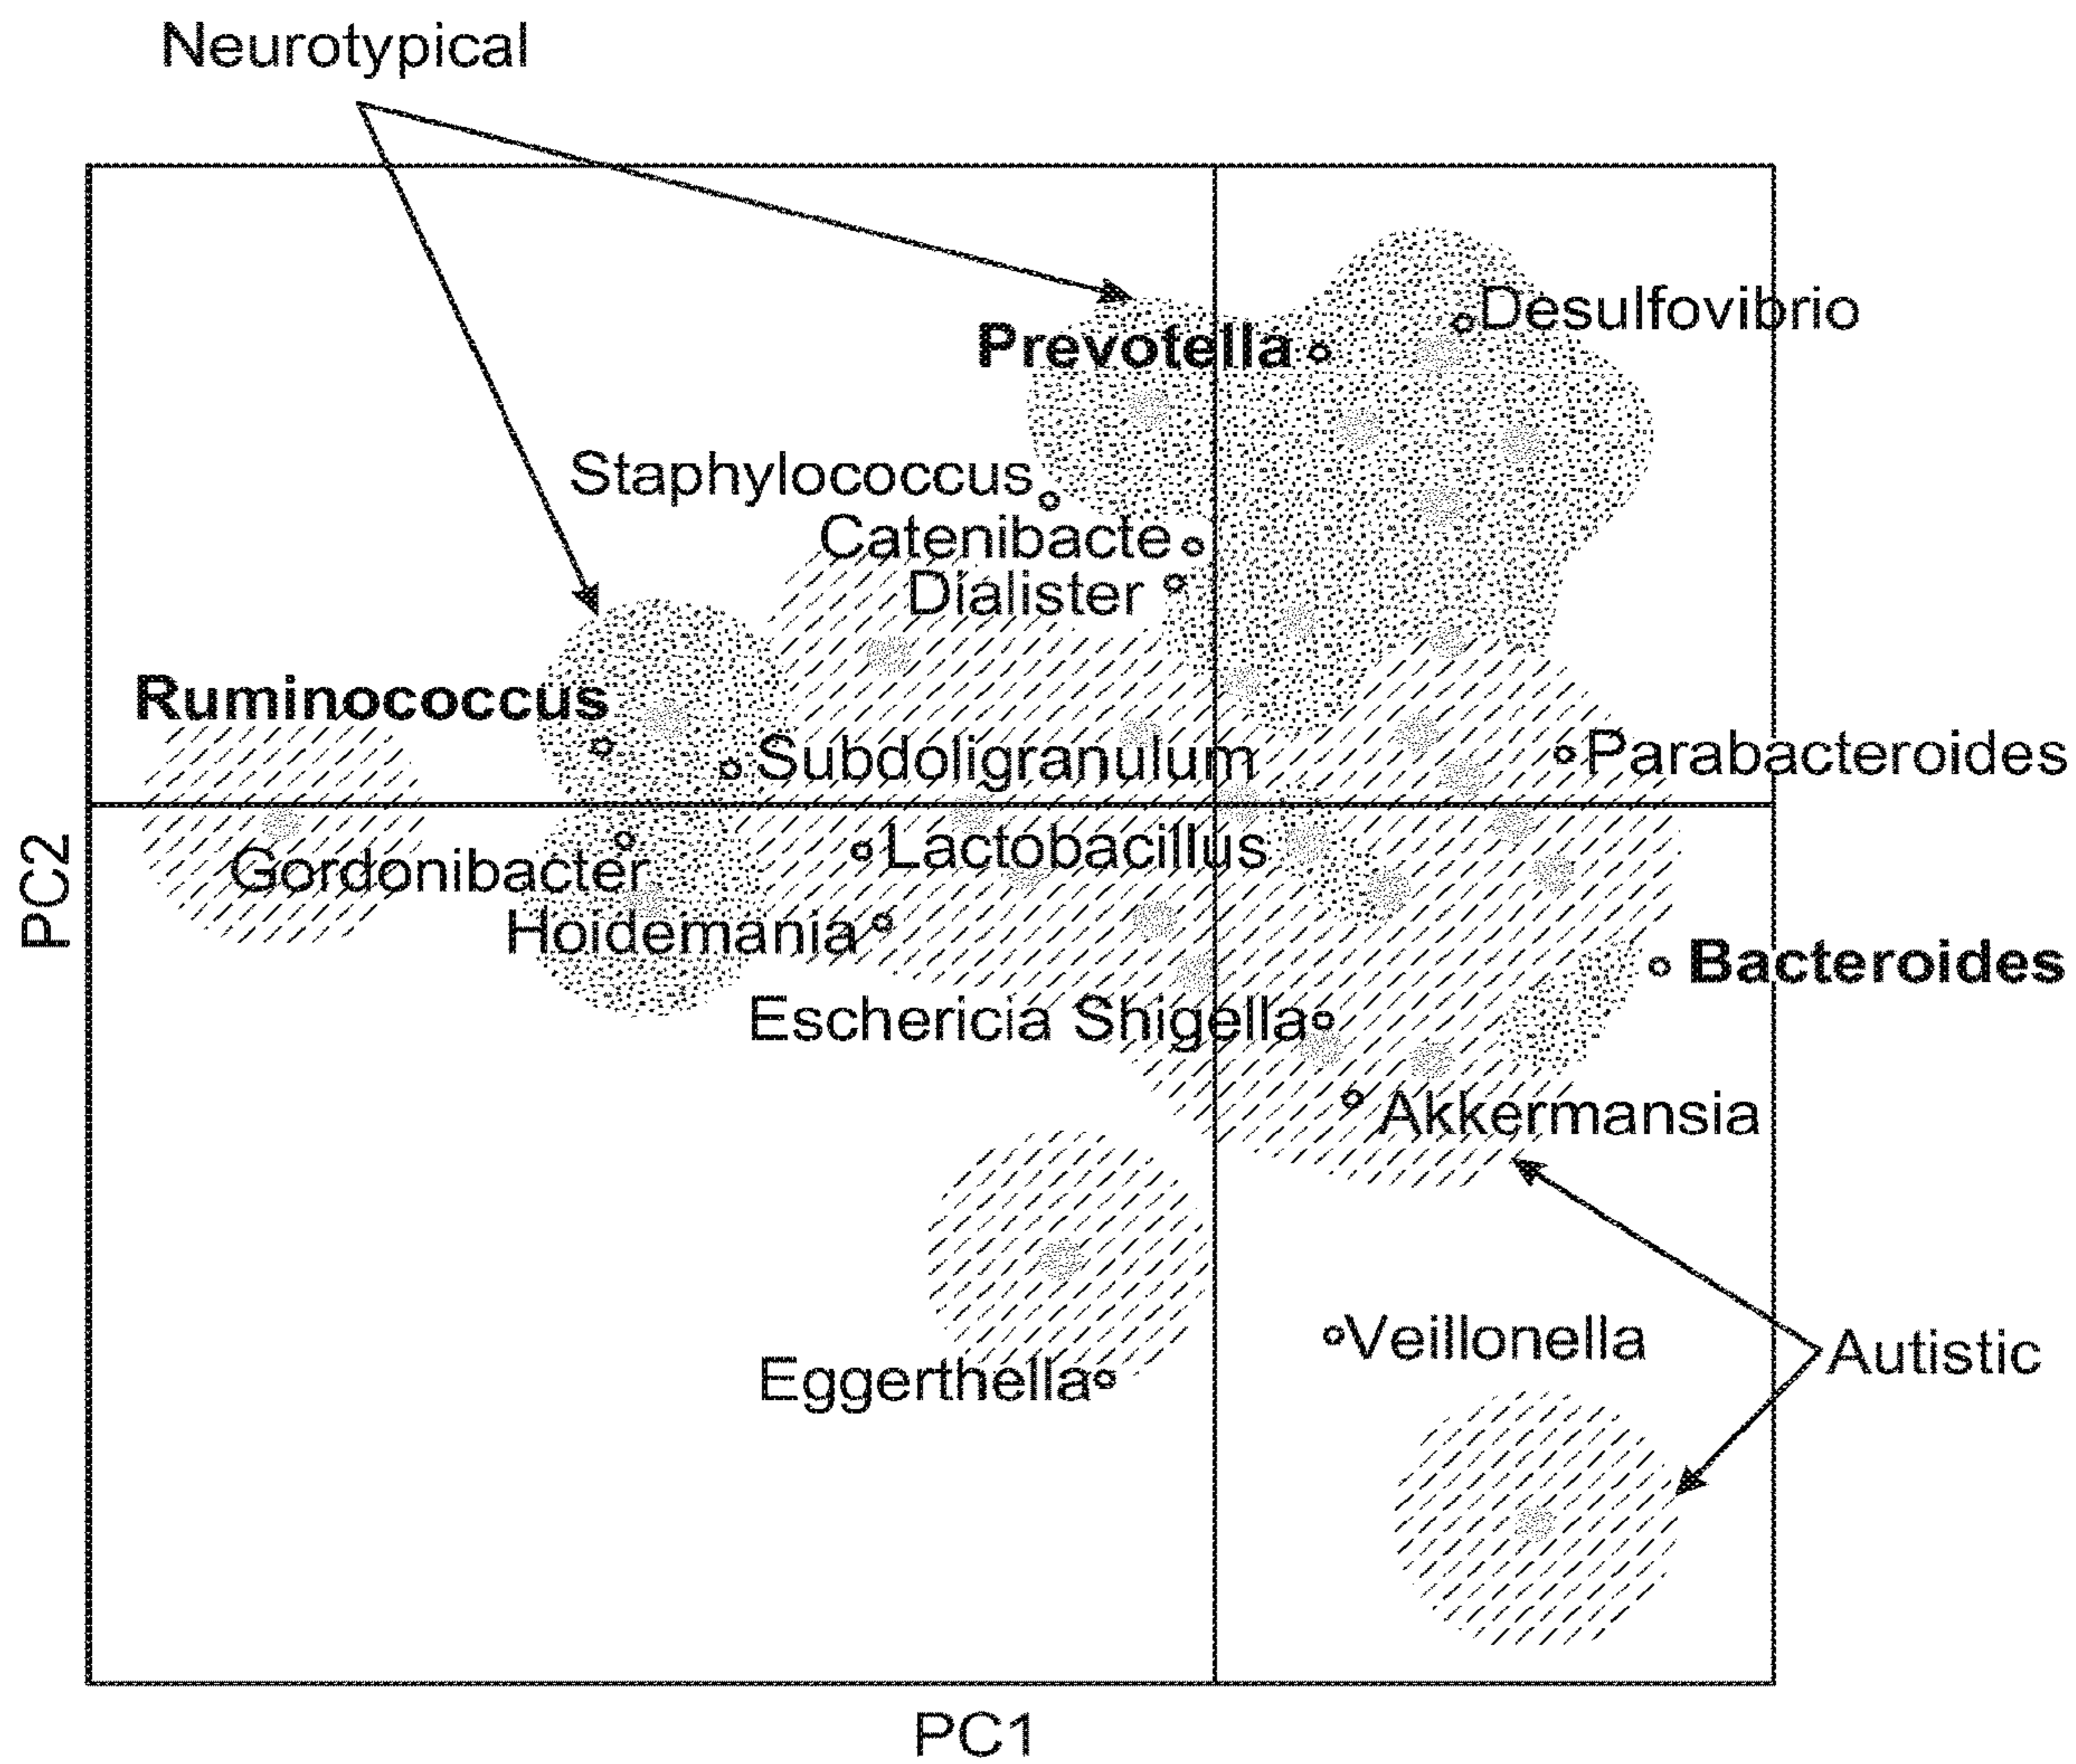 Neurotypical
Desulfovibrio
Prevotella
Staphylococcus
Catenibacte
Dialister
Ruminococcus
Subdoligranulum
Parabacteroides
Lactobacillus
Gordonibacter
Hoidemania
PC2
Bacteroides
Eschericia Shigella
Akkermansia
Veillonella
Autistic
Eggerthella
PC1